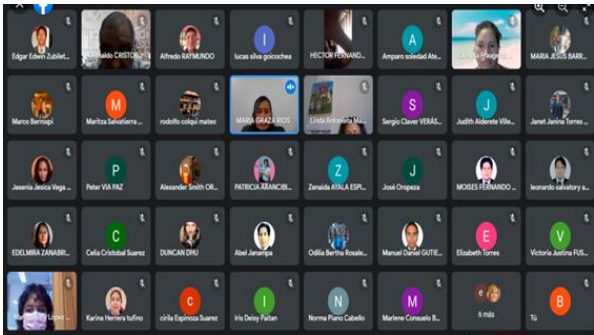 Edgar Edwin Zubilet...
CRISTO
Alfredo RAYMUNDO
I
lucas silva goicochea
HECTOR FERNAND...
A
Amparo soledad Ate...
MARIA JESUS BARR...
Marco Berrospi
M
Maritza Salvatierra ...
rodolfo colqui mateo
MARIA GRAZA RIOS
Linda Antonieta Ma...
S
Sergio Claver VERÁS...
J
Judith Alderete Ville...
Janet Janina Torres ...
Jesenia Jesica Vega ...
P
Peter VIA PAZ
Alexander Smith OR...
PATRICIA ARANCIBI...
Z
Zenaida AYALA ESPI...
J
José Oropeza
MOISES FERNANDO ...
leonardo salvatory a...
EDELMIRA ZANABRI...
C
Celia Cristobal Suarez
DUNCAN DHU
Abel Janampa
Odilia Bertha Rosale...
Manuel Daniel GUTIE...
E
Elizabeth Torres
V
Victoria Justina FUS...
Lopez ...
Karina Herrera tufino
c
cirila Espinoza Suarez
I
Iris Deisy Paitan
N
Norma Plano Cabello
M
Marlene Consuelo B...
6 más
B
Tú